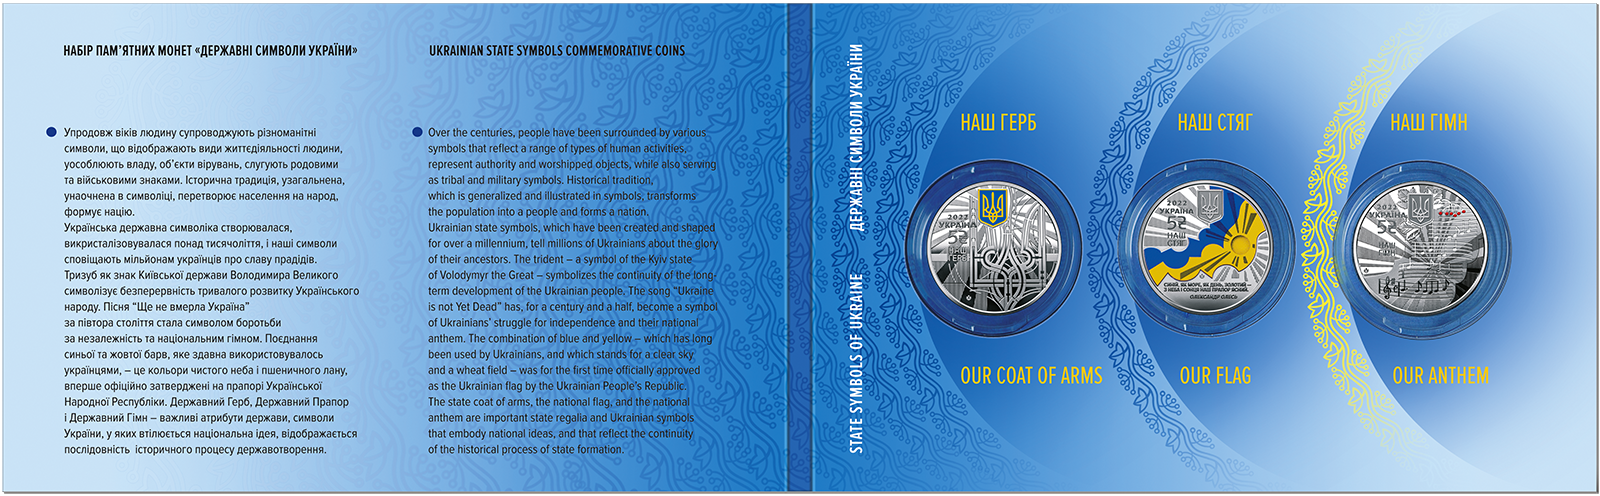 НАБІР ПАМ’ЯТНИХ МОНЕТ «ДЕРЖАВНІ СИМВОЛИ УКРАЇНИ»
Упродовж віків людину супроводжують різноманітні
символи, що відображають види життєдіяльності людини,
уособлюють владу, об’єкти вірувань, слугують родовими
та військовими знаками. Історична традиція, узагальнена,
унаочнена в символіці, перетворює населення на народ,
формує націю.
Українська державна символіка створювалася,
викристалізовувалася понад тисячоліття, і наші символи
сповіщають мільйонам українців про славу прадідів.
Тризуб як знак Київської держави Володимира Великого
символізує безперервність тривалого розвитку Українського
народу. Пісня “Ще не вмерла Україна”
за півтора століття стала символом боротьби
за незалежність та національним гімном. Поєднання
синьої та жовтої барв, яке здавна використовувалось
українцями, – це кольори чистого неба і пшеничного лану,
вперше офіційно затверджені на прапорі Української
Народної Республіки. Державний Герб, Державний Прапор
і Державний Гімн – важливі атрибути держави, символи
України, у яких втілюється національна ідея, відображається
послідовність історичного процесу державотворення.
UKRAINIAN STATE SYMBOLS COMMEMORATIVE COINS
Over the centuries, people have been surrounded by various
symbols that reflect a range of types of human activities,
represent authority and worshipped objects, while also serving
as tribal and military symbols. Historical tradition,
which is generalized and illustrated in symbols, transforms
the population into a people and forms a nation.
Ukrainian state symbols, which have been created and shaped
for over a millennium, tell millions of Ukrainians about the glory
of their ancestors. The trident – a symbol of the Kyiv state
of Volodymyr the Great – symbolizes the continuity of the long-
term development of the Ukrainian people. The song “Ukraine
is not Yet Dead” has, for a century and a half, become a symbol
of Ukrainians’ struggle for independence and their national
anthem. The combination of blue and yellow – which has long
been used by Ukrainians, and which stands for a clear sky
and a wheat field – was for the first time officially approved
as the Ukrainian flag by the Ukrainian People’s Republic.
The state coat of arms, the national flag, and the national
anthem are important state regalia and Ukrainian symbols
that embody national ideas, and that reflect the continuity
of the historical process of state formation.
ДЕРЖАВНІ СИМВОЛИ УКРАЇНИ
STATE SYMBOLS OF UKRAINE
НАШ ГЕРБ
2022
УКРАЇНА
5
НАШ
ГЕРБ
OUR COAT OF ARMS
НАШ СТЯГ
2022
УКРАЇНА
5
НАШ
СТЯГ
СИНІЙ, ЯК МОРЕ, ЯК ДЕНЬ, ЗОЛОТИЙ –
З НЕБА І СОНЦЯ НАШ ПРАПОР ЯСНИЙ.
ОЛЕКСАНДР ОЛЕСЬ
OUR FLAG
НАШ ГІМН
2022
УКРАЇНА
5
НАШ
ГІМН
OUR ANTHEM